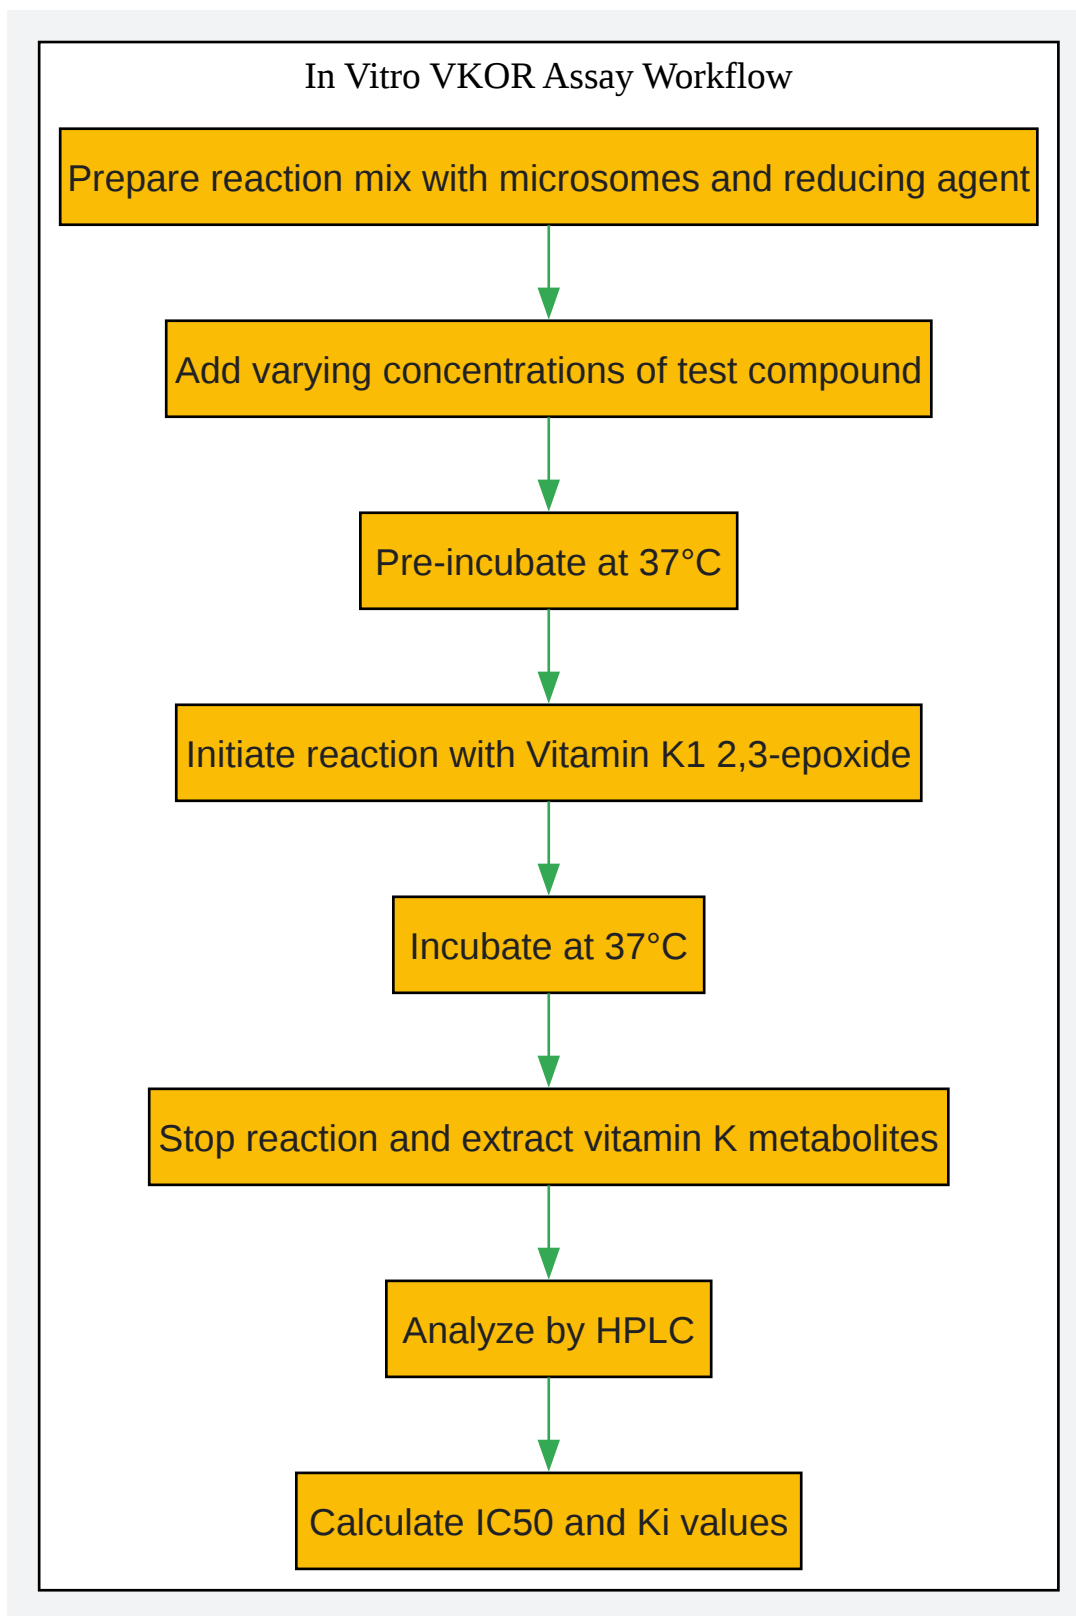 In Vitro VKOR Assay Workflow
Prepare reaction mix with microsomes and reducing agent
Add varying concentrations of test compound
Pre-incubate at 37°C
Initiate reaction with Vitamin K1 2,3-epoxide
Incubate at 37°C
Stop reaction and extract vitamin K metabolites
Analyze by HPLC
Calculate IC50 and Ki values